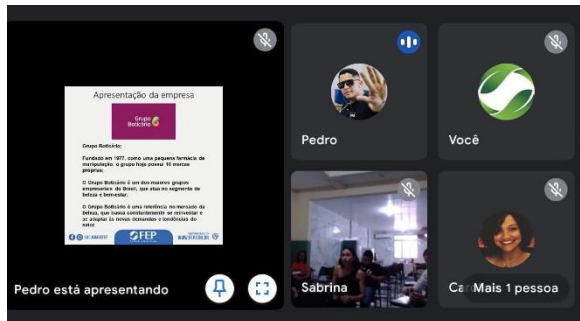 Apresentação da empresa
Grupo
Boticário
Grupo Boticário:
Fundado em 1977, como uma pequena farmácia de
manipulação, o grupo hoje possui
marcas
próprias;
O Grupo Boticário é um dos maiores grupos
empresariais do Brasil, que atua no segmento de
beleza e bem-estar.
O Grupo Boticário é uma referência no mercado da
beleza, que busca constantemente se reinventar e
se adaptar às novas demandas e tendências do
setor.
FEP
Pedro está apresentando
Pedro
Você
Sabrina
Mais 1 pessoa